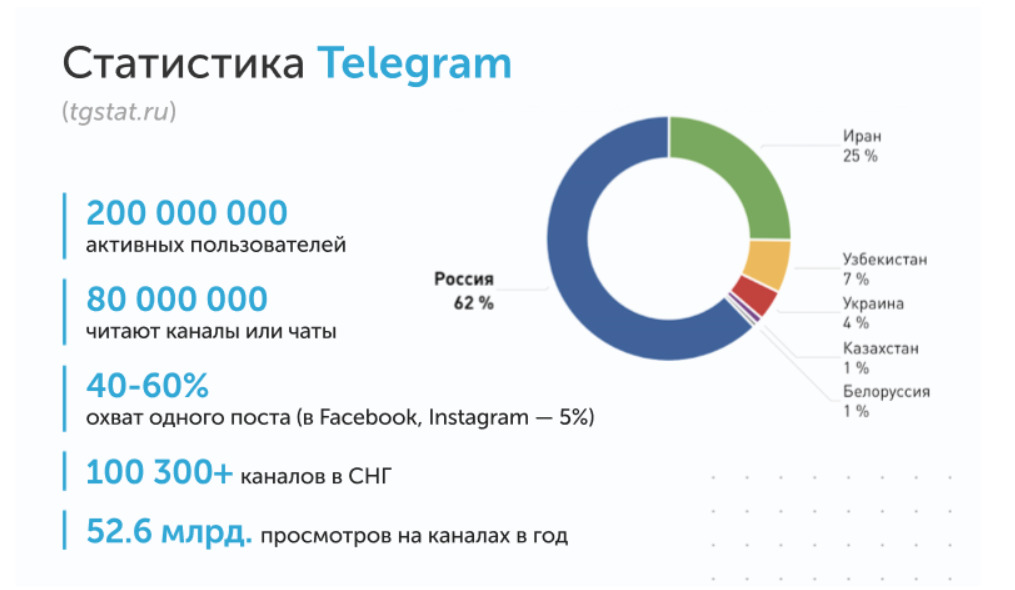 Статистика Telegram
(tgstat.ru)
200 000 000
активных пользователей
80 000 000
читают каналы или чаты
40-60%
охват одного поста (в Facebook, Instagram — 5%)
100 300+ каналов в СНГ
52.6 млрд. просмотров на каналах в год
Россия
62 %
Иран
25 %
Узбекистан
7 %
Украина
4 %
Казахстан
1 %
Белоруссия
1 %